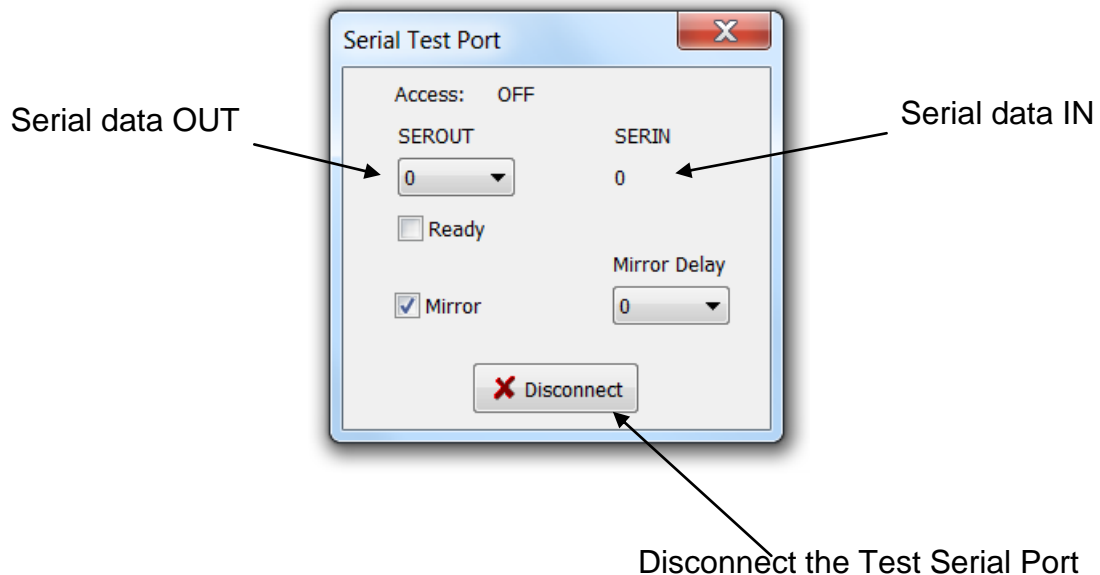 Serial Test Port
Access: OFF
Serial data OUT
Serial data IN
SEROUT SERIN
0 0
Ready
Mirror Delay
Mirror 0
Disconnect
Disconnect the Test Serial Port